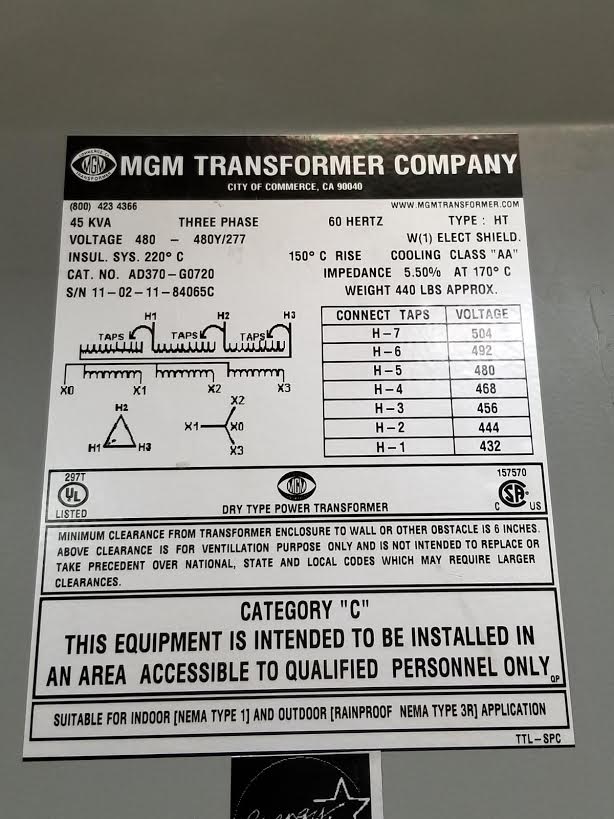 MGM
MGM TRANSFORMER COMPANY
CITY OF COMMERCE, CA 90040
(800) 423 4366 WWW.MGMTRANSFORMER.COM
45 KVA THREE PHASE 60 HERTZ TYPE : HT
VOLTAGE 480 – 480Y/277 W(1) ELECT SHIELD.
INSUL. SYS. 220° C 150° C RISE COOLING CLASS "AA"
CAT. NO. AD370-G0720 IMPEDANCE 5.50% AT 170° C
S/N 11-02-11-84065C WEIGHT 440 LBS APPROX.
H1 H2 H3
TAPS TAPS TAPS
X0 X1 X2 X3
H2
H1 H3
X2
X1 X0
X3
CONNECT TAPS VOLTAGE
H-7 504
H-6 492
H-5 480
H-4 468
H-3 456
H-2 444
H-1 432
297T
UL
LISTED
MGM
DRY TYPE POWER TRANSFORMER
157570
SA
C US
MINIMUM CLEARANCE FROM TRANSFORMER ENCLOSURE TO WALL OR OTHER OBSTACLE IS 6 INCHES.
ABOVE CLEARANCE IS FOR VENTILATION PURPOSE ONLY AND IS NOT INTENDED TO REPLACE OR
TAKE PRECEDENT OVER NATIONAL, STATE AND LOCAL CODES WHICH MAY REQUIRE LARGER
CLEARANCES.
CATEGORY "C"
THIS EQUIPMENT IS INTENDED TO BE INSTALLED IN
AN AREA ACCESSIBLE TO QUALIFIED PERSONNEL ONLY
QP
SUITABLE FOR INDOOR [NEMA TYPE 1] AND OUTDOOR [RAINPROOF NEMA TYPE 3R] APPLICATION
TTL-SPC